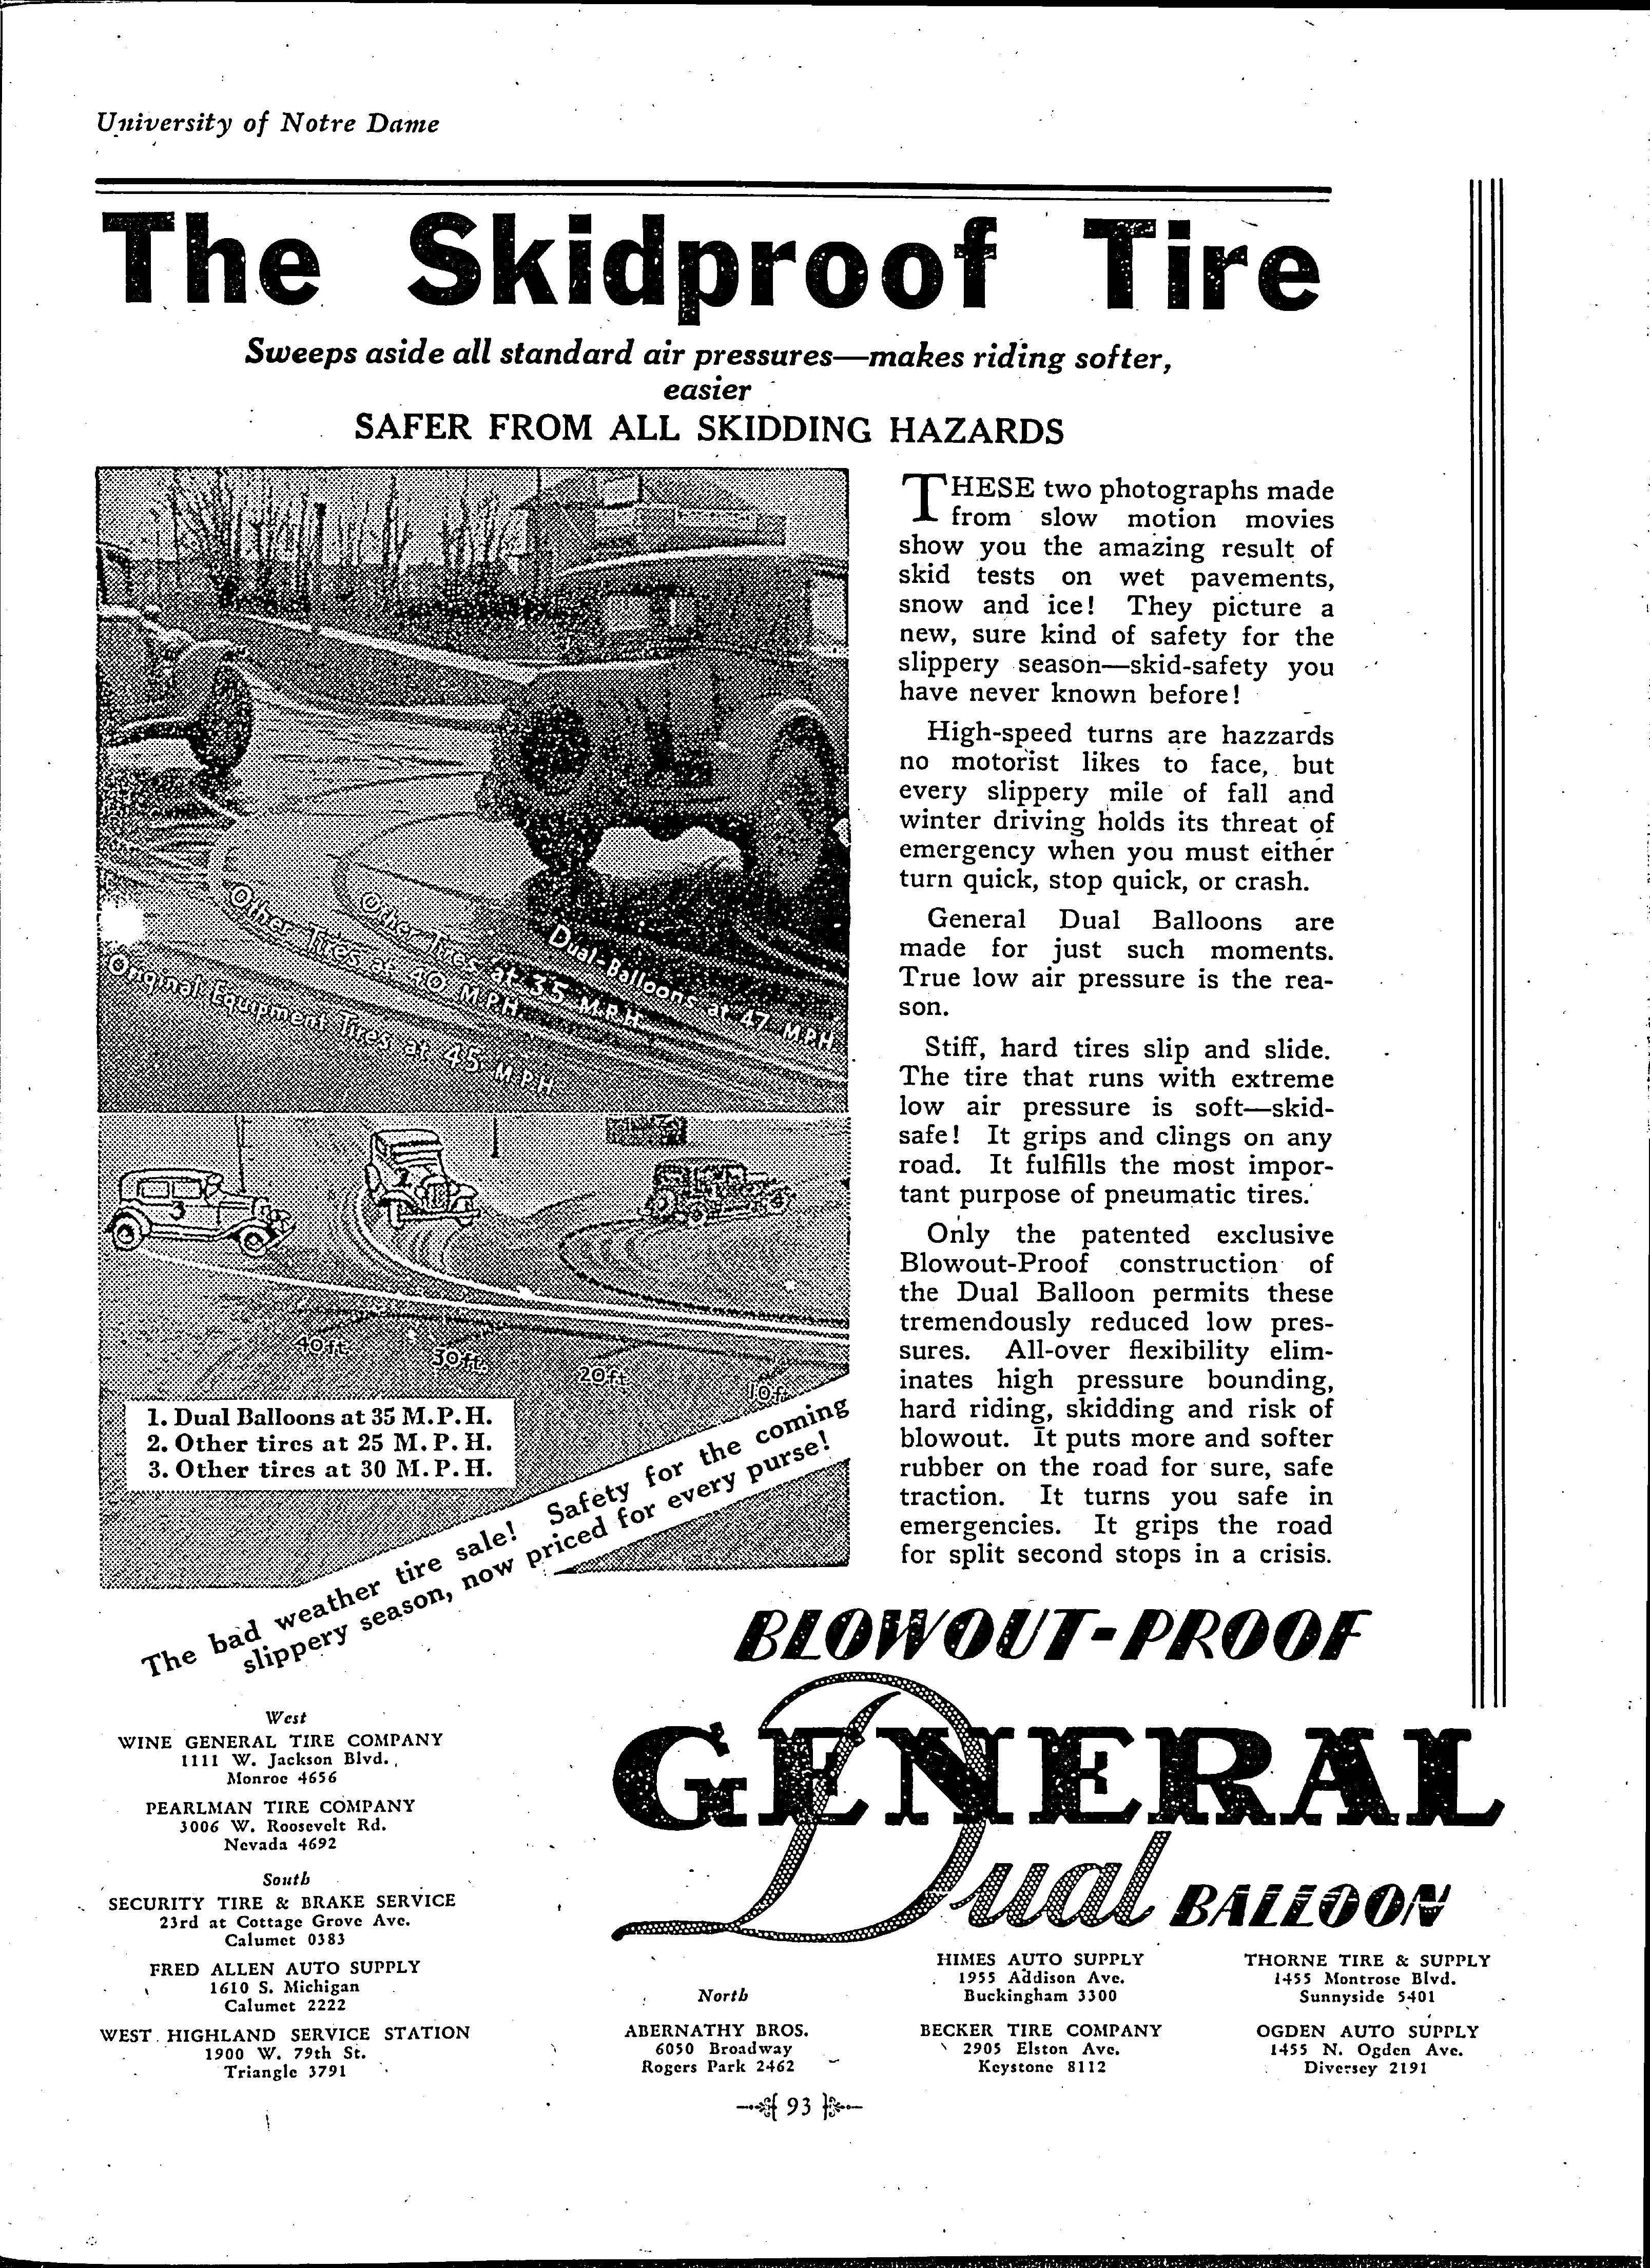 University of Notre Dame
The Skidproof Tire
Sweeps aside all standard air pressures—makes riding softer,
easier
SAFER FROM ALL SKIDDING HAZARDS
Other Tires at 40 M.P.H.
Other Tires at 35 M.P.H.
Dual-Balloons at 47 M.P.H.
Original Equipment Tires at 45 M.P.H.
3
40ft.
30ft.
20ft.
10ft.
1. Dual Balloons at 35 M.P.H.
2. Other tires at 25 M.P.H.
3. Other tires at 30 M.P.H.
The bad weather tire sale! Safety for the coming
slippery season, now priced for every purse!
THESE two photographs made
from slow motion movies
show you the amazing result of
skid tests on wet pavements,
snow and ice! They picture a
new, sure kind of safety for the
slippery season—skid-safety you
have never known before!
High-speed turns are hazzards
no motorist likes to face, but
every slippery mile of fall and
winter driving holds its threat of
emergency when you must either
turn quick, stop quick, or crash.
General Dual Balloons are
made for just such moments.
True low air pressure is the rea-
son.
Stiff, hard tires slip and slide.
The tire that runs with extreme
low air pressure is soft—skid-
safe! It grips and clings on any
road. It fulfills the most impor-
tant purpose of pneumatic tires.
Only the patented exclusive
Blowout-Proof construction of
the Dual Balloon permits these
tremendously reduced low pres-
sures. All-over flexibility elim-
inates high pressure bounding,
hard riding, skidding and risk of
blowout. It puts more and softer
rubber on the road for sure, safe
traction. It turns you safe in
emergencies. It grips the road
for split second stops in a crisis.
BLOWOUT-PROOF
GENERAL
Dual BALLOON
West
WINE GENERAL TIRE COMPANY
1111 W. Jackson Blvd.
Monroe 4656
PEARLMAN TIRE COMPANY
3006 W. Roosevelt Rd.
Nevada 4692
South
SECURITY TIRE & BRAKE SERVICE
23rd at Cottage Grove Ave.
Calumet 0383
FRED ALLEN AUTO SUPPLY
1610 S. Michigan
Calumet 2222
WEST HIGHLAND SERVICE STATION
1900 W. 79th St.
Triangle 3791
North
ABERNATHY BROS.
6050 Broadway
Rogers Park 2462
HIMES AUTO SUPPLY
1955 Addison Ave.
Buckingham 3300
BECKER TIRE COMPANY
2905 Elston Ave.
Keystone 8112
THORNE TIRE & SUPPLY
1455 Montrose Blvd.
Sunnyside 5401
OGDEN AUTO SUPPLY
1455 N. Ogden Ave.
Diversey 2191
93